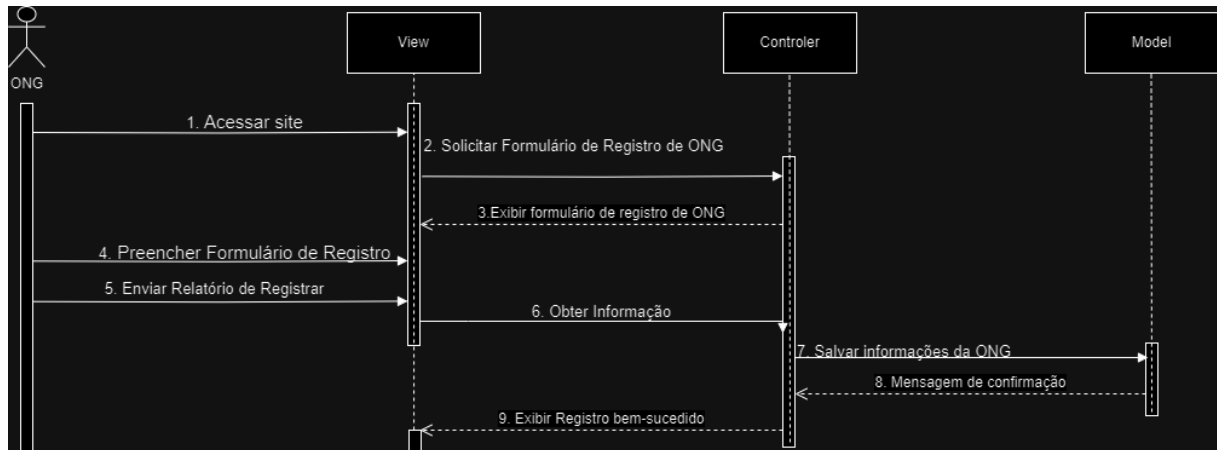 View
Controler
Model
ONG
1. Acessar site
2. Solicitar Formulário de Registro de ONG
3.Exibir formulário de registro de ONG
4. Preencher Formulário de Registro
5. Enviar Relatório de Registrar
6. Obter Informação
7. Salvar informações da ONG
8. Mensagem de confirmação
9. Exibir Registro bem-sucedido